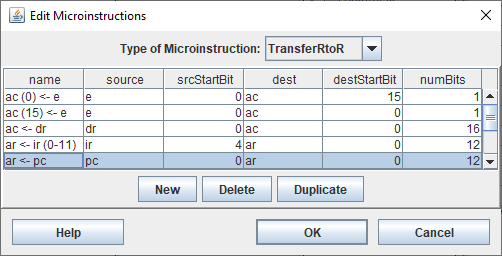 Edit Microinstructions
Type of Microinstruction: TransferRtoR
name source srcStartBit dest destStartBit numBits
ac (0) <- e e 0 ac 15 1
ac (15) <- e e 0 ac 0 1
ac <- dr dr 0 ac 0 16
ar <- ir (0-11) ir 4 ar 0 12
ar <- pc pc 0 ar 0 12
New Delete Duplicate
Help OK Cancel